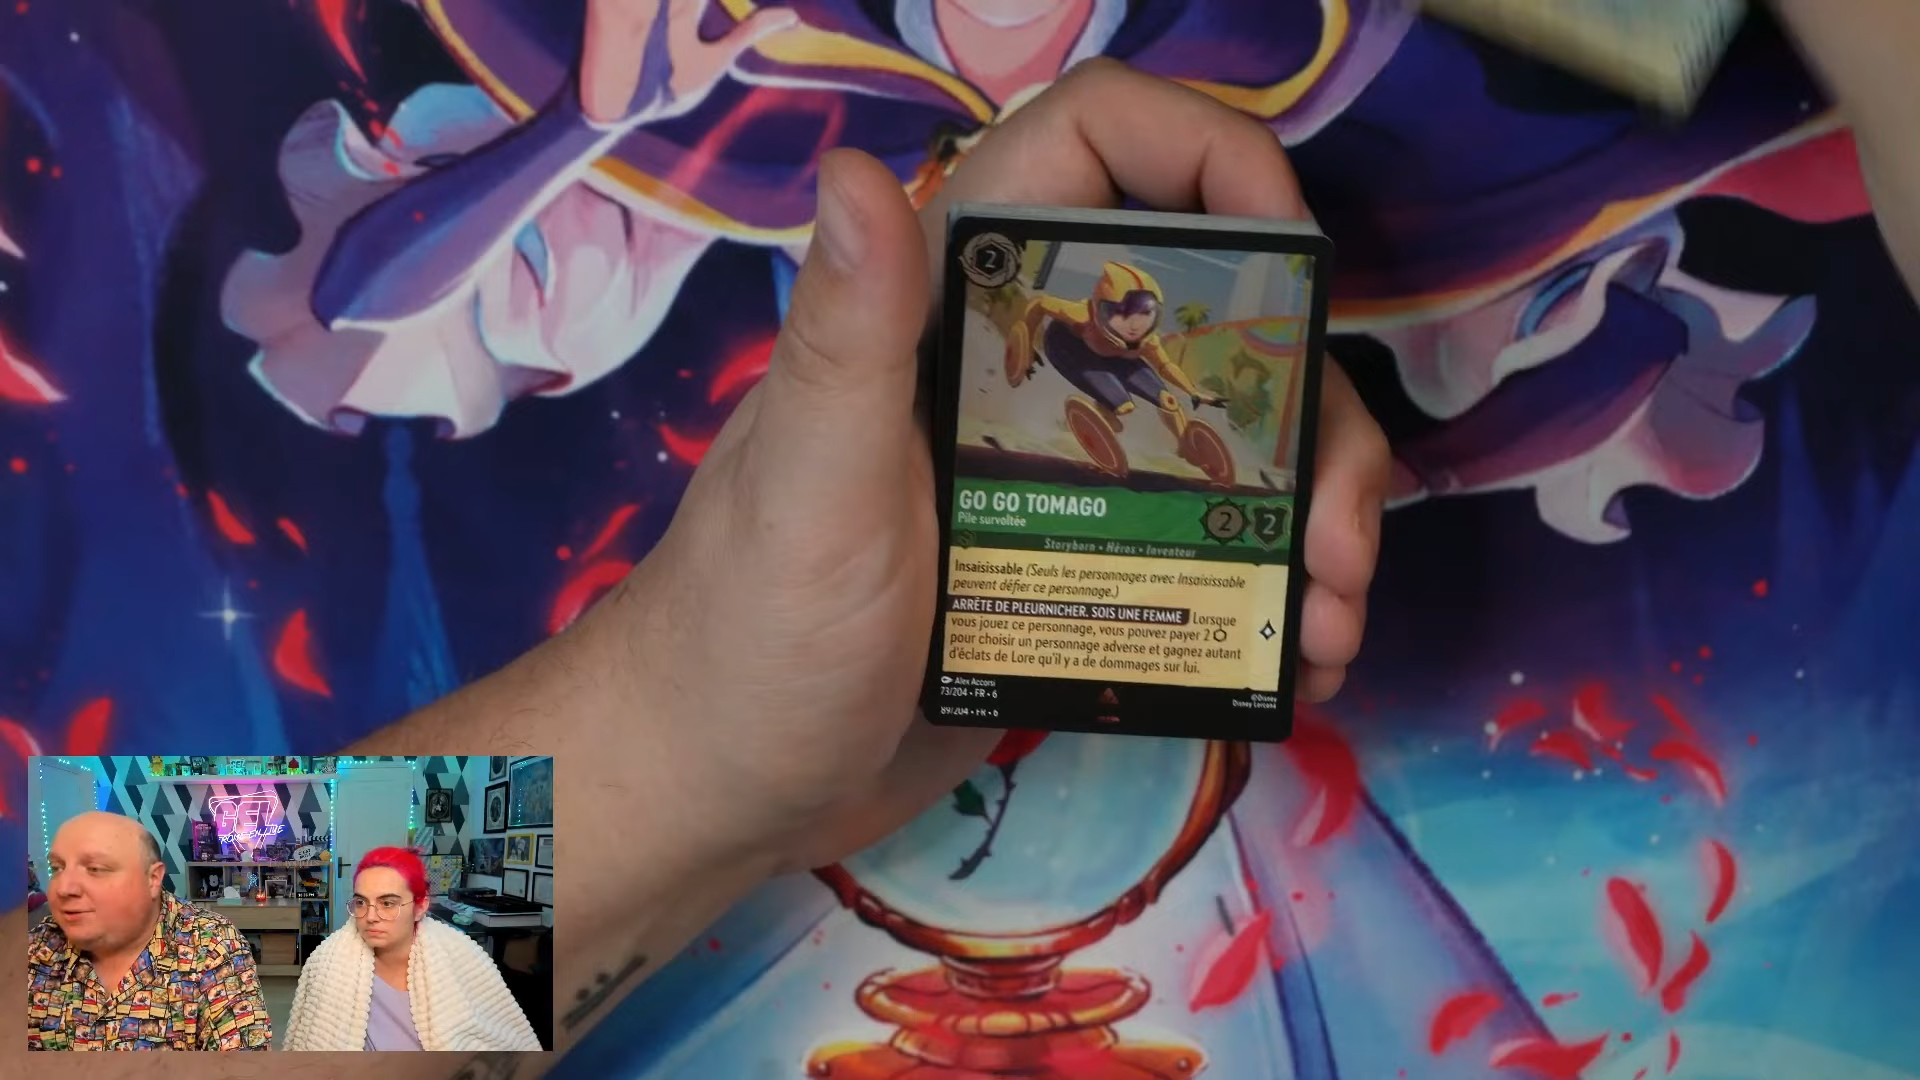 2
GO GO TOMAGO
Pile survoltée
2 2
Storyborn • Héros • Inventeur
Insaisissable (Seuls les personnages avec Insaisissable
peuvent défier ce personnage.)
ARRÊTE DE PLEURNICHER. SOIS UNE FEMME Lorsque
vous jouez ce personnage, vous pouvez payer 2
pour choisir un personnage adverse et gagnez autant
d'éclats de Lore qu'il y a de dommages sur lui.
Alex Accorsi
73/204 • FR • 6
©Disney
Disney Lorcana
89/204 • FR • 6
GEL